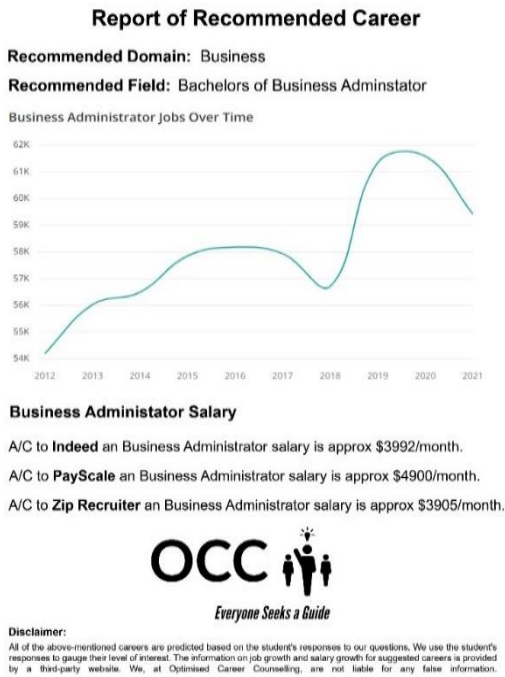 Report of Recommended Career
Recommended Domain: Business
Recommended Field: Bachelors of Business Adminstator
Business Administrator Jobs Over Time
62K
61K
60K
59K
58K
57K
56K
55K
54K
2012 2013 2014 2015 2016 2017 2018 2019 2020 2021
Business Administator Salary
A/C to Indeed an Business Administrator salary is approx $3992/month.
A/C to PayScale an Business Administrator salary is approx $4900/month.
A/C to Zip Recruiter an Business Administrator salary is approx $3905/month.
OCC
Everyone Seeks a Guide
Disclaimer:
All of the above-mentioned careers are predicted based on the student's responses to our questions. We use the student's
responses to gauge their level of interest. The information on job growth and salary growth for suggested careers is provided
by a third-party website. We, at Optimised Career Counselling, are not liable for any false information.